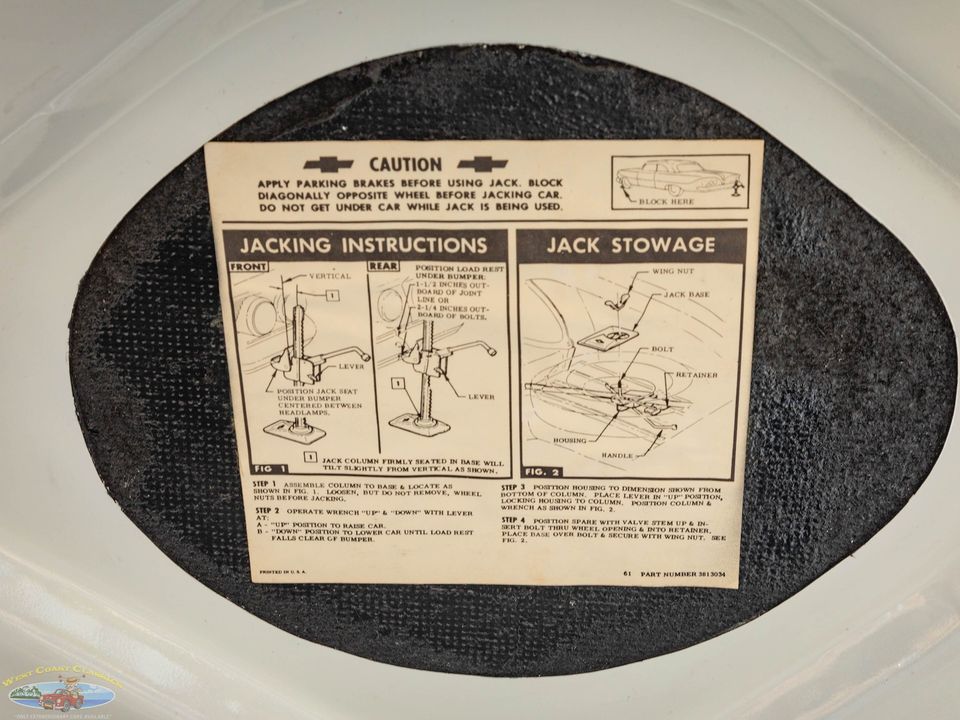 CAUTION
APPLY PARKING BRAKES BEFORE USING JACK. BLOCK
DIAGONALLY OPPOSITE WHEEL BEFORE JACKING CAR.
DO NOT GET UNDER CAR WHILE JACK IS BEING USED.
BLOCK HERE
JACKING INSTRUCTIONS
FRONT
VERTICAL
1
LEVER
POSITION JACK SEAT
UNDER BUMPER
CENTERED BETWEEN
HEADLAMPS.
REAR
POSITION LOAD REST
UNDER BUMPER:
1-1/2 INCHES OUT-
BOARD OF JOINT
LINE OR
2-1/4 INCHES OUT-
BOARD OF BOLTS.
1
LEVER
FIG 1
1 JACK COLUMN FIRMLY SEATED IN BASE WILL
TILT SLIGHTLY FROM VERTICAL AS SHOWN.
JACK STOWAGE
WING NUT
JACK BASE
BOLT
RETAINER
HOUSING
HANDLE
FIG. 2
STEP 1 ASSEMBLE COLUMN TO BASE & LOCATE AS
SHOWN IN FIG. 1. LOOSEN, BUT DO NOT REMOVE, WHEEL
NUTS BEFORE JACKING.
STEP 2 OPERATE WRENCH "UP" & "DOWN" WITH LEVER
AT:
A - "UP" POSITION TO RAISE CAR.
B - "DOWN" POSITION TO LOWER CAR UNTIL LOAD REST
FALLS CLEAR OF BUMPER.
STEP 3 POSITION HOUSING TO DIMENSION SHOWN FROM
BOTTOM OF COLUMN. PLACE LEVER IN "UP" POSITION,
LOCKING HOUSING TO COLUMN. POSITION COLUMN &
WRENCH AS SHOWN IN FIG. 2.
STEP 4 POSITION SPARE WITH VALVE STEM UP & IN-
SERT BOLT THRU WHEEL OPENING & INTO RETAINER.
PLACE BASE OVER BOLT & SECURE WITH WING NUT. SEE
FIG. 2.
PRINTED IN U. S. A.
61 PART NUMBER 3813034
WEST COAST CLASSICS
"ONLY EXTRAORDINARY CARS AVAILABLE"